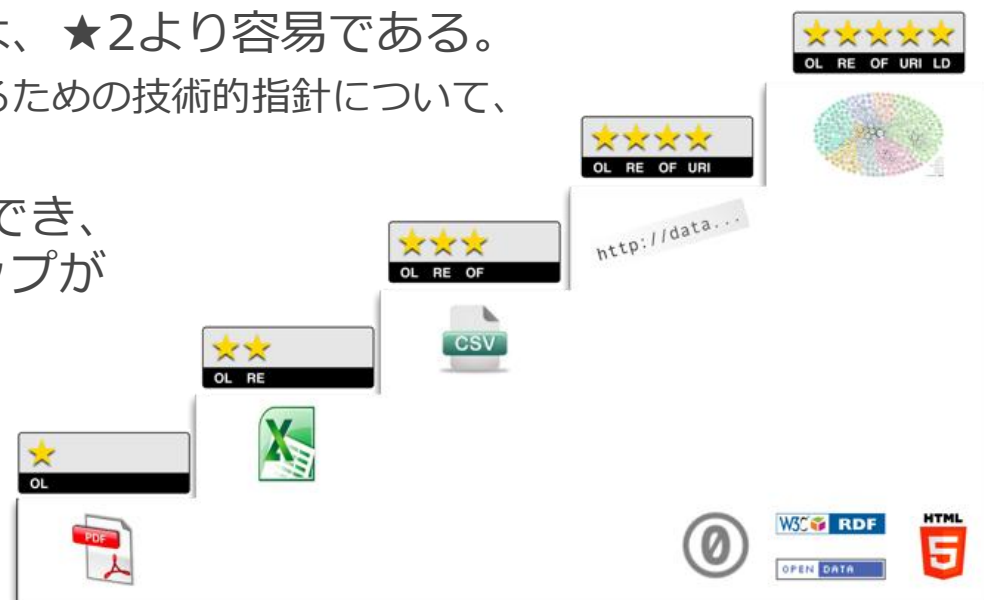 は、★2より容易である。
るための技術的指針について、
でき、
ップが
OL RE OF URI LD
OL RE OF URI
http://data...
OL RE OF
CSV
OL RE
X
OL
PDF
0
W3C RDF
HTML
5
OPEN DATA